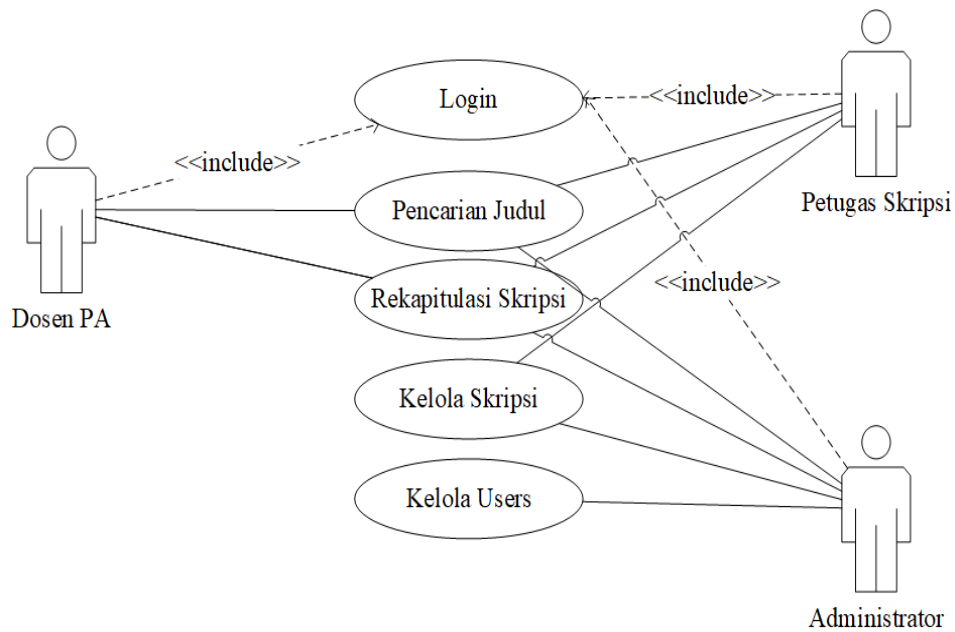 Login
<<include>>
<<include>>
Pencarian Judul
Petugas Skripsi
<<include>>
Rekapitulasi Skripsi
Dosen PA
Kelola Skripsi
Kelola Users
Administrator